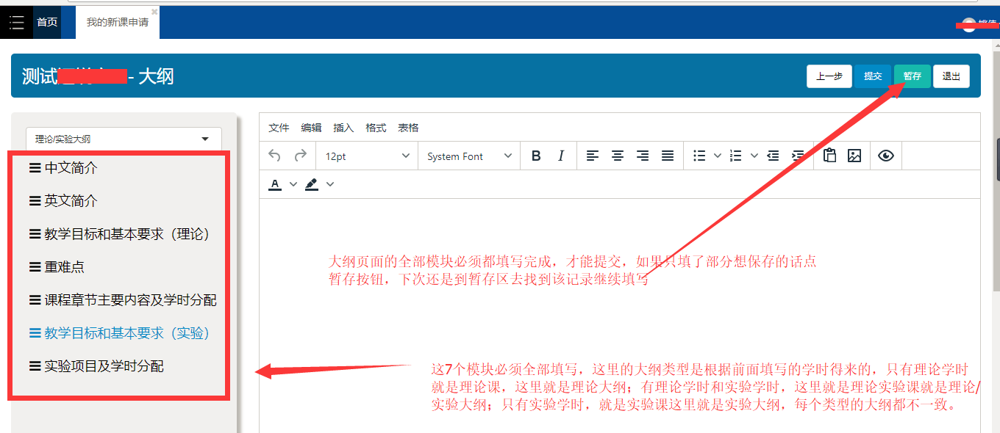 首页
我的新课申请
测试
- 大纲
上一步
提交
暂存
退出
理论/实验大纲
文件 编辑 插入 格式 表格
12pt
System Font
B I
A
中文简介
英文简介
教学目标和基本要求（理论）
重难点
课程章节主要内容及学时分配
教学目标和基本要求（实验）
实验项目及学时分配
大纲页面的全部模块必须都填写完成，才能提交，如果只填了部分想保存的话点
暂存按钮，下次还是到暂存区去找到该记录继续填写
这7个模块必须全部填写，这里的大纲类型是根据前面填写的学时得来的，只有理论学时
就是理论课，这里就是理论大纲；有理论学时和实验学时，这里就是理论实验课就是理论/
实验大纲；只有实验学时，就是实验课这里就是实验大纲，每个类型的大纲都不一致。